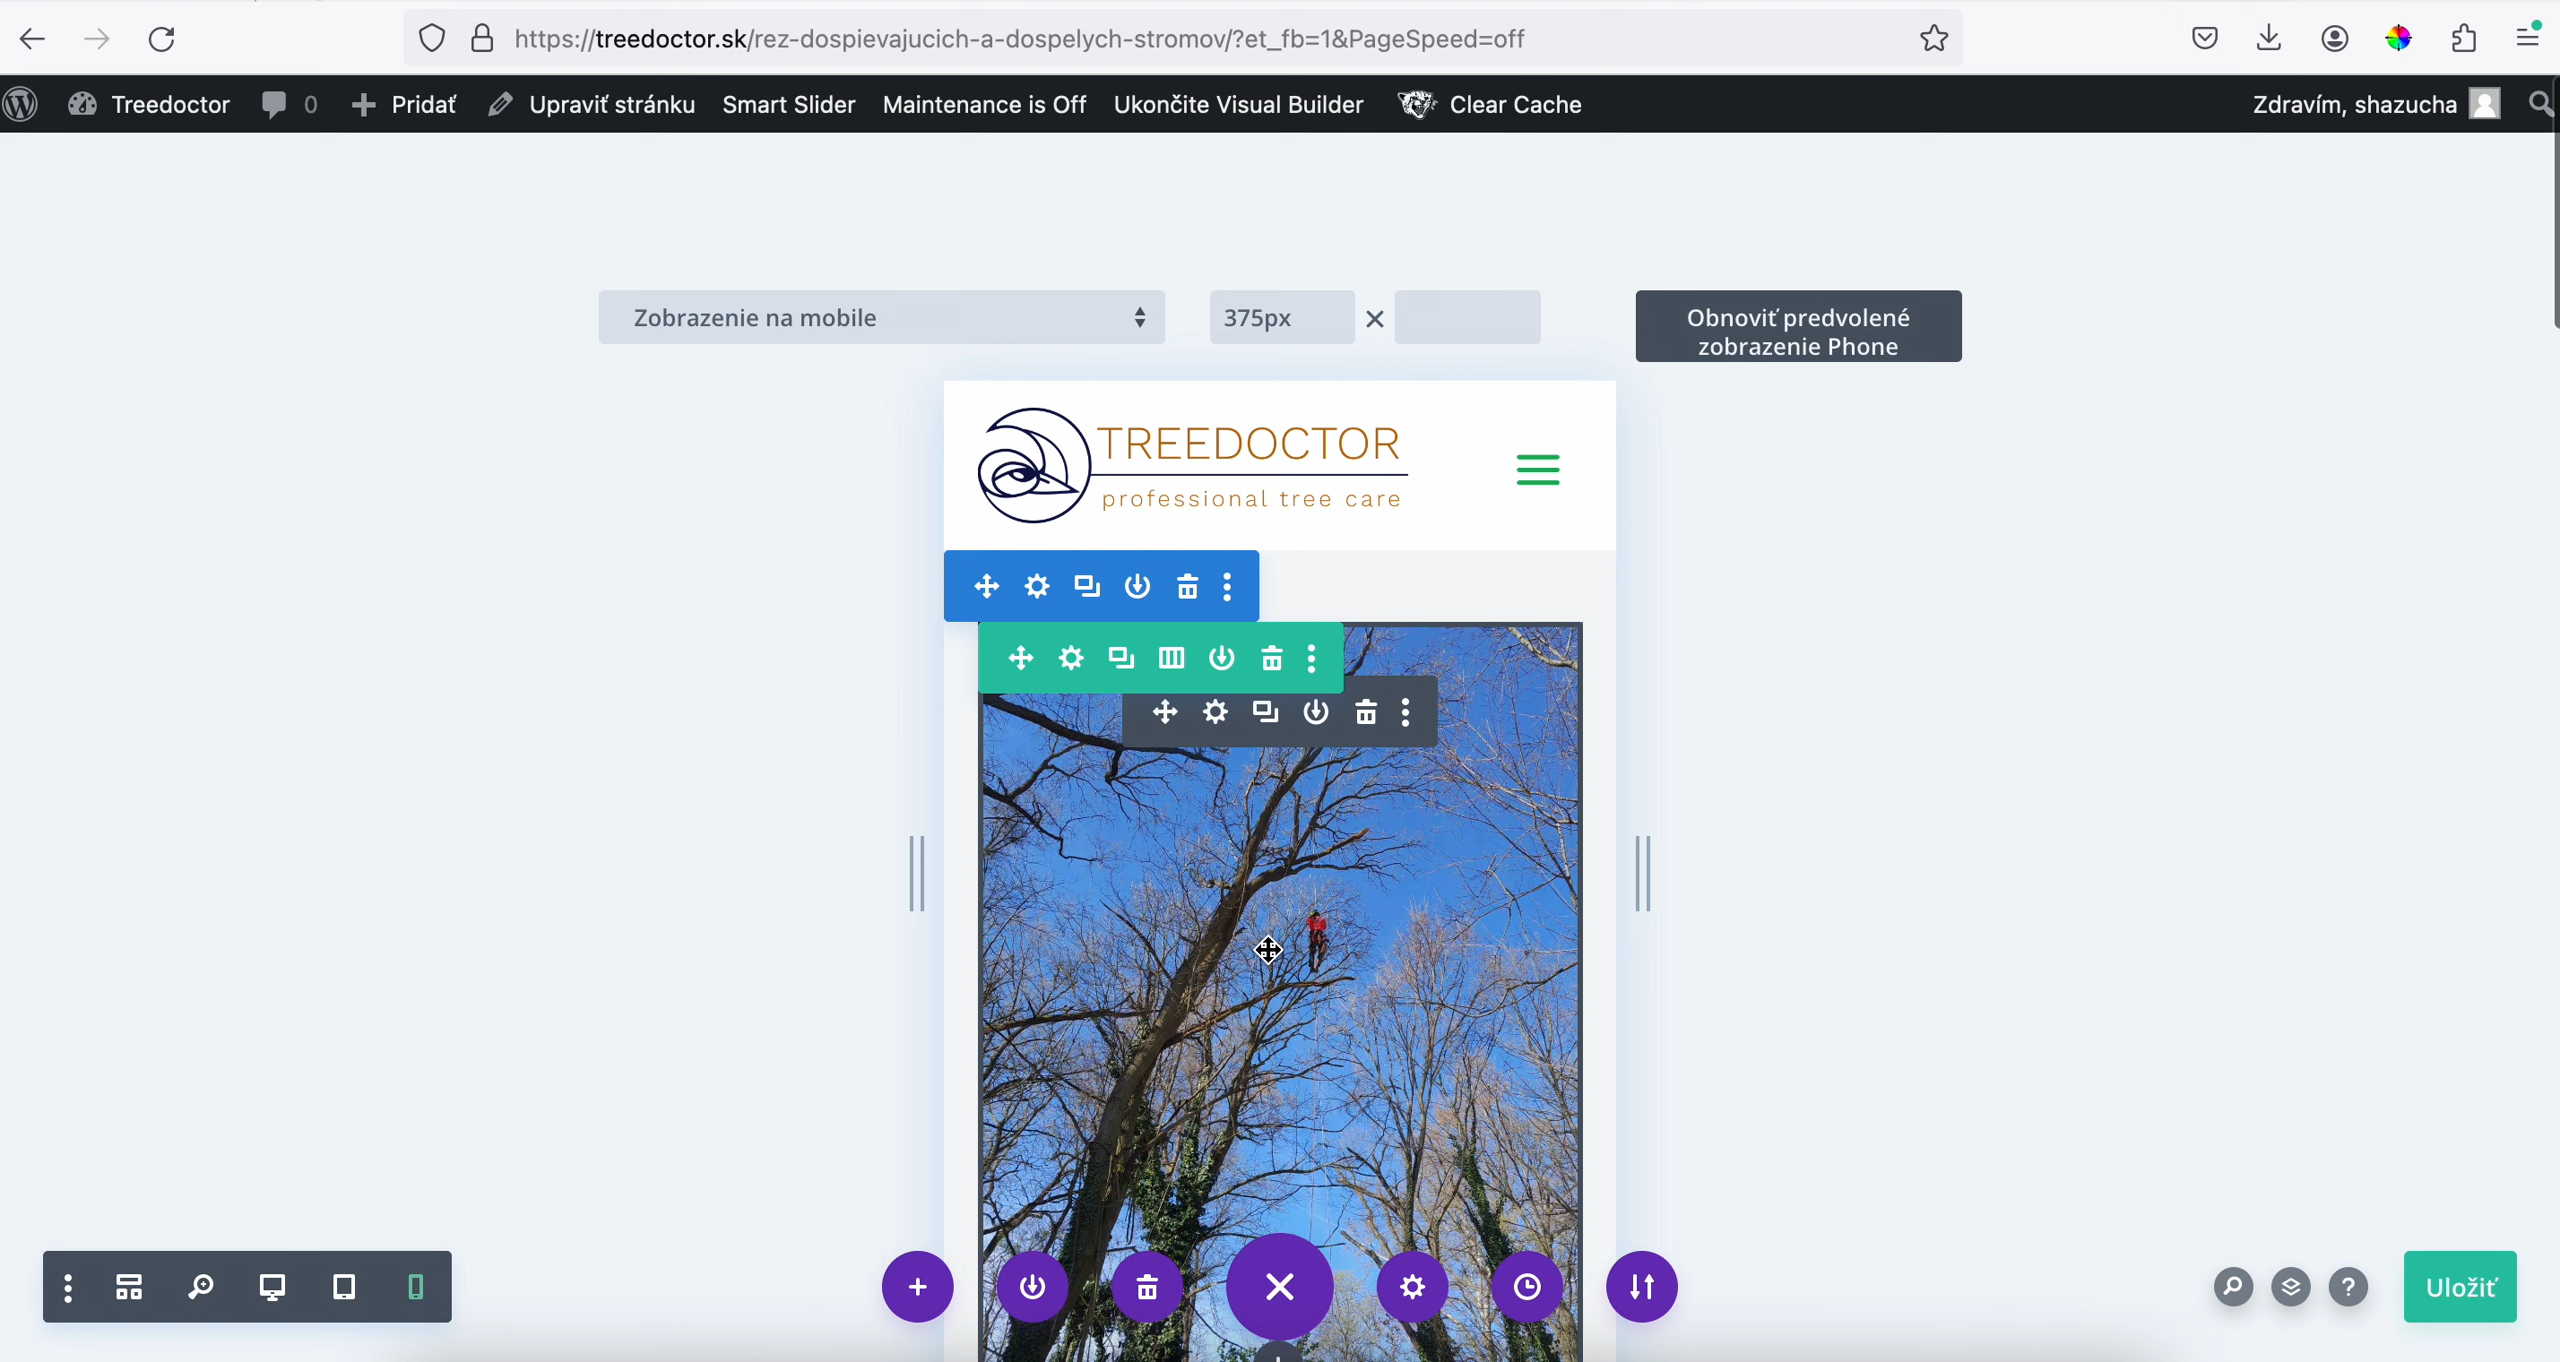 https://treedoctor.sk/rez-dospievajucich-a-dospelych-stromov/?et_fb=1&PageSpeed=off
Treedoctor 0 Pridať Upraviť stránku Smart Slider Maintenance is Off Ukončite Visual Builder Clear Cache Zdravím, shazucha
Zobrazenie na mobile 375px Obnoviť predvolené
zobrazenie Phone
TREEDOCTOR
professional tree care
Uložiť